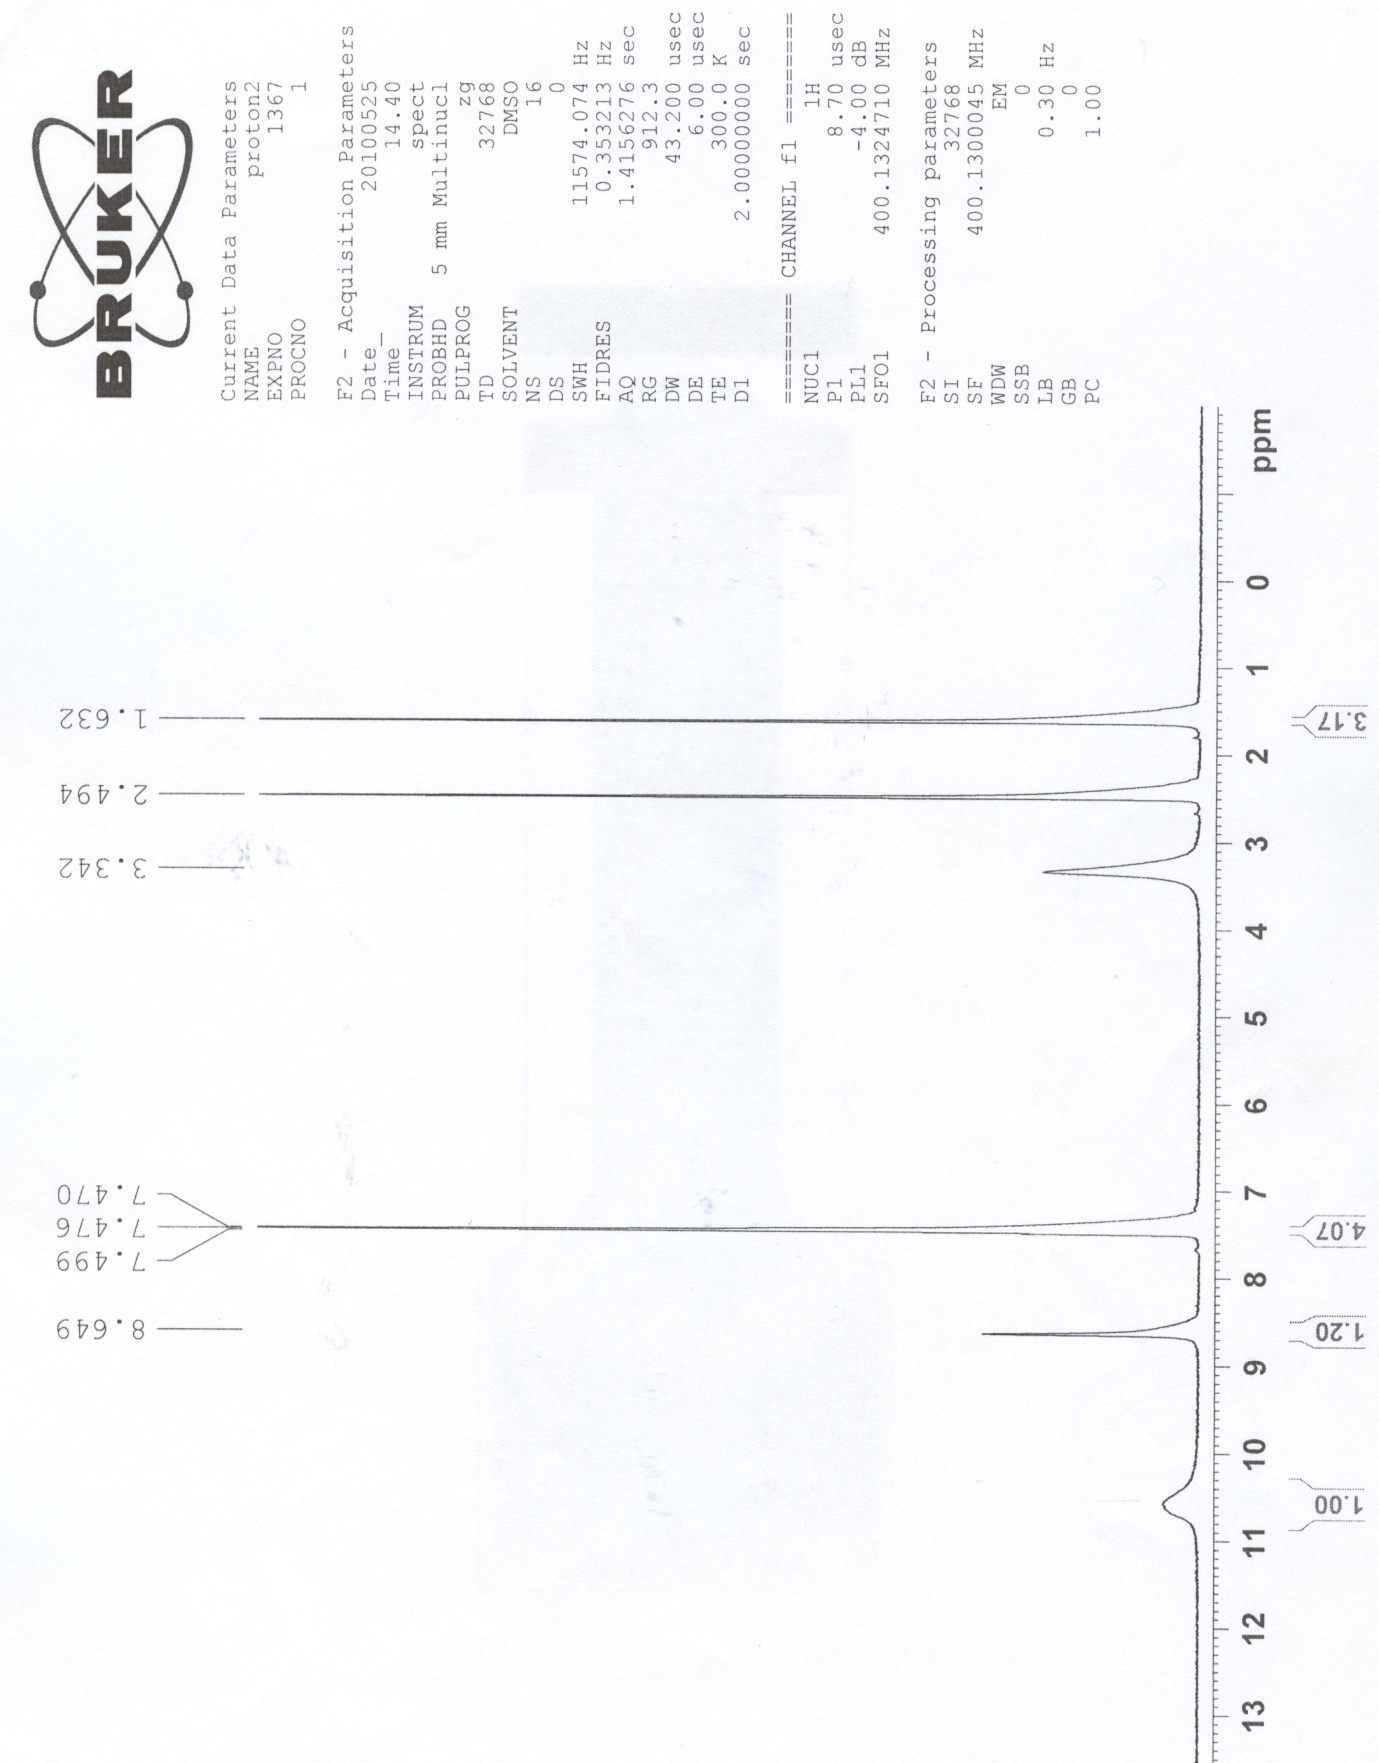 BRUKER
Current Data Parameters
NAME proton2
EXPNO 1367
PROCNO 1
F2 - Acquisition Parameters
Date_ 20100525
Time 14.40
INSTRUM spect
PROBHD 5 mm Multinucl
PULPROG zg
TD 32768
SOLVENT DMSO
NS 16
DS 0
SWH 11574.074 Hz
FIDRES 0.353213 Hz
AQ 1.4156276 sec
RG 912.3
DW 43.200 usec
DE 6.00 usec
TE 300.0 K
D1 2.00000000 sec
======== CHANNEL f1 ========
NUC1 1H
P1 8.70 usec
PL1 -4.00 dB
SFO1 400.1324710 MHz
F2 - Processing parameters
SI 32768
SF 400.1300045 MHz
WDW EM
SSB 0
LB 0.30 Hz
GB 0
PC 1.00
8.649
7.499
7.476
7.470
3.342
2.494
1.632
13 12 11 10 9 8 7 6 5 4 3 2 1 0 ppm
1.00
1.20
4.07
3.17